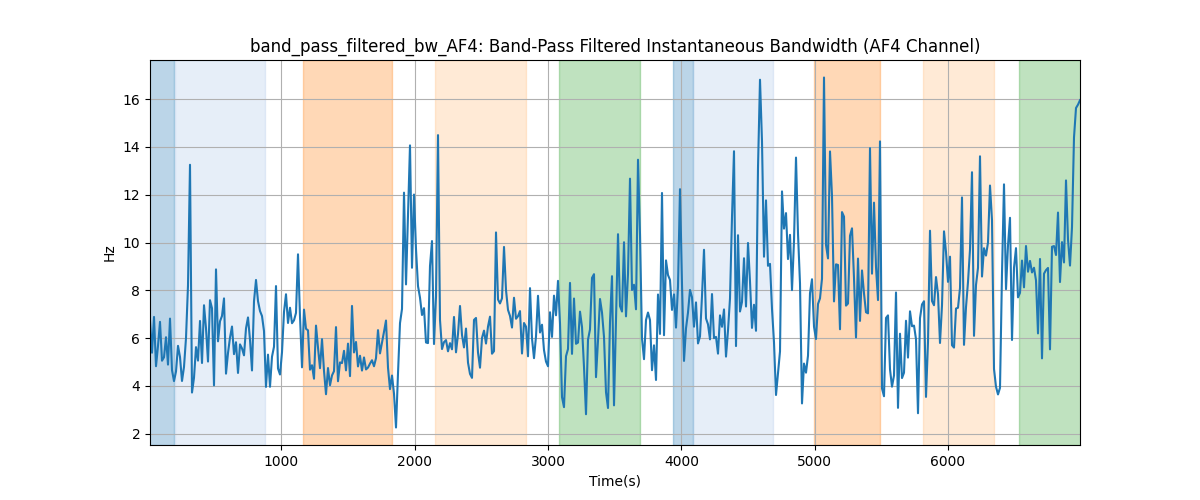 band_pass_filtered_bw_AF4: Band-Pass Filtered Instantaneous Bandwidth (AF4 Channel)
16
14
12
10
8
6
4
2
Hz
1000 2000 3000 4000 5000 6000
Time(s)